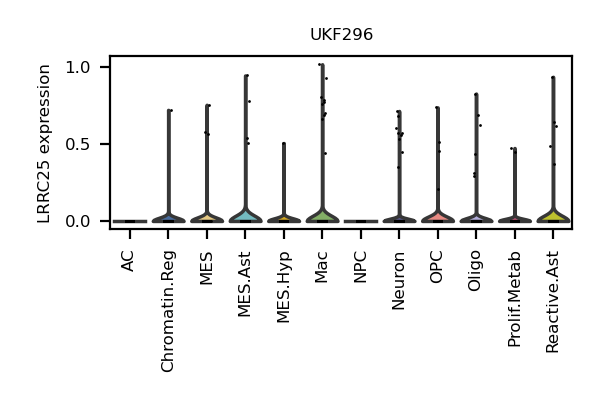 UKF296
LRRC25 expression
1.0
0.5
0.0
AC
Chromatin.Reg
MES
MES.Ast
MES.Hyp
Mac
NPC
Neuron
OPC
Oligo
Prolif.Metab
Reactive.Ast